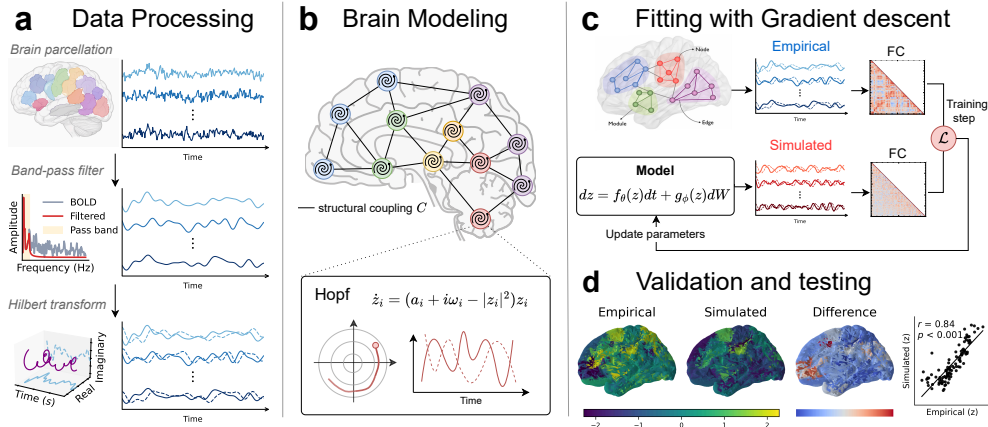 a Data Processing
Brain parcellation
Time
Band-pass filter
Amplitude
BOLD
Filtered
Pass band
Frequency (Hz)
Time
Hilbert transform
Imaginary
Real
Time (s)
Time
b Brain Modeling
structural coupling C
Hopf
żᵢ = (aᵢ + iωᵢ − |zᵢ|²)zᵢ
Time
c Fitting with Gradient descent
Node
Module
Edge
Empirical
Time
FC
Training
step
ℒ
Simulated
Time
FC
Model
dz = f_θ(z)dt + g_ϕ(z)dW
Update parameters
d Validation and testing
Empirical
Simulated
Difference
−2 −1 0 1 2
r = 0.84
p < 0.001
Simulated (z)
Empirical (z)